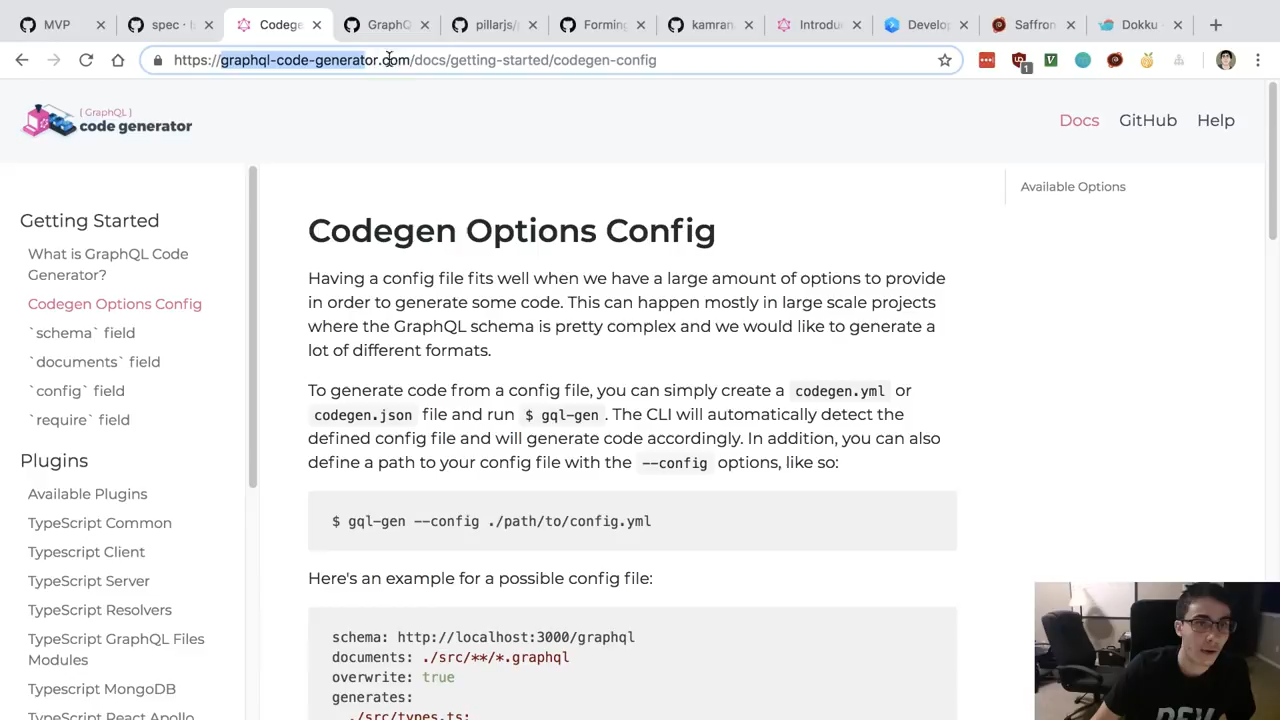 MVP
spec · l
Codege
GraphQ
pillarjs/p
Forming
kamran
Introdu
Develop
Saffron
Dokku
https://graphql-code-generator.com/docs/getting-started/codegen-config
1
{ GraphQL }
code generator
Docs GitHub Help
Getting Started
What is GraphQL Code
Generator?
Codegen Options Config
`schema` field
`documents` field
`config` field
`require` field
Plugins
Available Plugins
TypeScript Common
Typescript Client
TypeScript Server
TypeScript Resolvers
TypeScript GraphQL Files
Modules
Typescript MongoDB
TypeScript React Apollo
Codegen Options Config
Having a config file fits well when we have a large amount of options to provide
in order to generate some code. This can happen mostly in large scale projects
where the GraphQL schema is pretty complex and we would like to generate a
lot of different formats.
To generate code from a config file, you can simply create a codegen.yml or
codegen.json file and run $ gql-gen . The CLI will automatically detect the
defined config file and will generate code accordingly. In addition, you can also
define a path to your config file with the --config options, like so:
$ gql-gen --config ./path/to/config.yml
Here's an example for a possible config file:
schema: http://localhost:3000/graphql
documents: ./src/**/*.graphql
overwrite: true
generates:
./src/types.ts:
Available Options